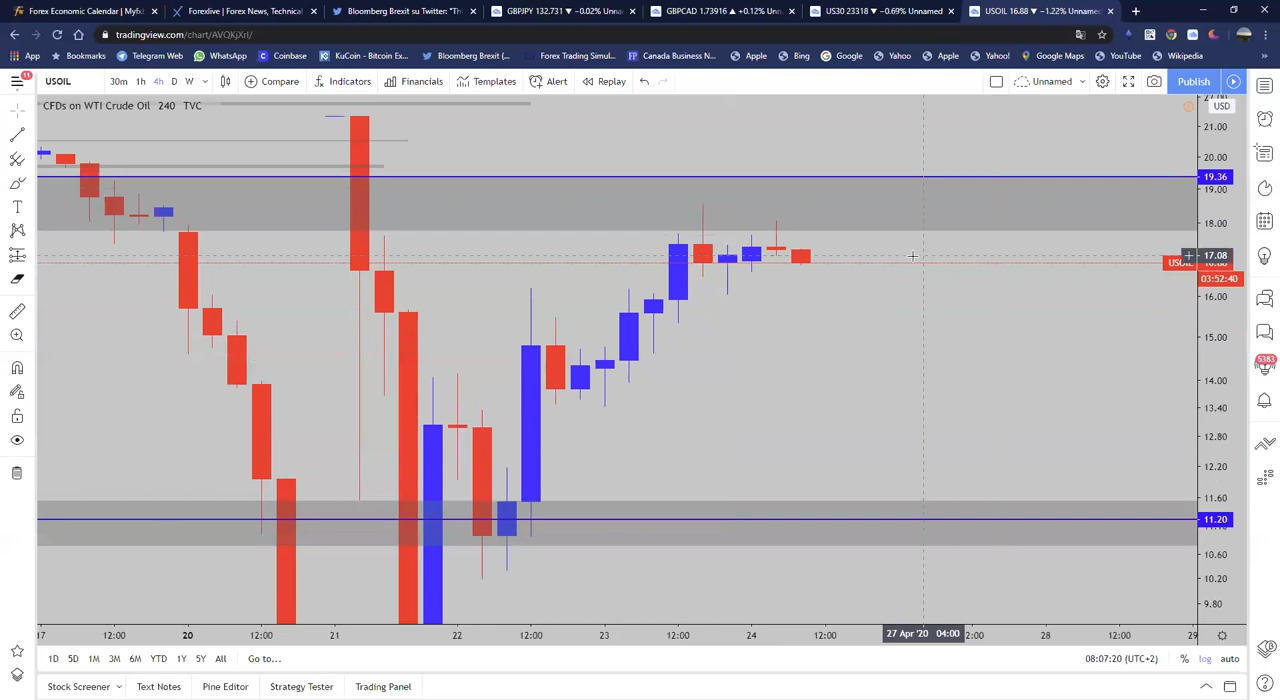 Forex Economic Calendar | Myfx
Forexlive | Forex News, Technical
Bloomberg Brexit su Twitter: "Thi
GBPJPY 132.731 ▼ −0.02% Unna
GBPCAD 1.73916 ▲ +0.12% Unn
US30 23318 ▼ −0.69% Unnamed
USOIL 16.88 ▼ −1.22% Unnamed
tradingview.com/chart/AVQKjXrl/
App
Bookmarks
Telegram Web
WhatsApp
Coinbase
KuCoin - Bitcoin Ex...
Bloomberg Brexit (...
Forex Trading Simul...
Canada Business N...
Apple
Bing
Google
Yahoo
Apple
Yahoo!
Google Maps
YouTube
Wikipedia
11
USOIL
30m 1h 4h D W
Compare
Indicators
Financials
Templates
Alert
Replay
Unnamed
Publish
CFDs on WTI Crude Oil 240 TVC
USD
21.00
20.00
19.36
19.00
18.00
17.08
USOIL
03:52:40
16.00
15.00
14.00
13.40
12.80
12.20
11.60
11.20
10.60
10.20
9.80
5383
17 12:00 20 12:00 21 22 12:00 23 12:00 24 12:00 27 Apr '20 04:00 2:00 28 12:00 29
1D 5D 1M 3M 6M YTD 1Y 5Y All Go to...
08:07:20 (UTC+2) % log auto
Stock Screener
Text Notes
Pine Editor
Strategy Tester
Trading Panel